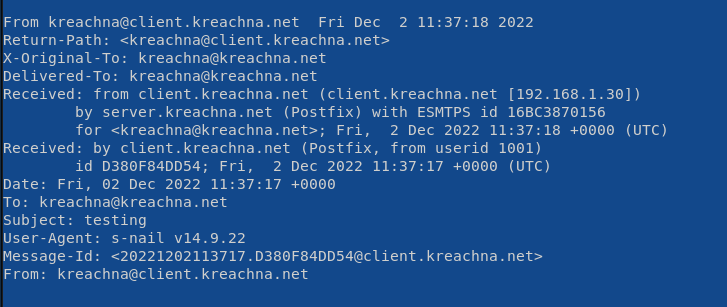 From kreachna@client.kreachna.net  Fri Dec  2 11:37:18 2022
Return-Path: <kreachna@client.kreachna.net>
X-Original-To: kreachna@kreachna.net
Delivered-To: kreachna@kreachna.net
Received: from client.kreachna.net (client.kreachna.net [192.168.1.30])
        by server.kreachna.net (Postfix) with ESMTPS id 16BC3870156
        for <kreachna@kreachna.net>; Fri,  2 Dec 2022 11:37:18 +0000 (UTC)
Received: by client.kreachna.net (Postfix, from userid 1001)
        id D380F84DD54; Fri,  2 Dec 2022 11:37:17 +0000 (UTC)
Date: Fri, 02 Dec 2022 11:37:17 +0000
To: kreachna@kreachna.net
Subject: testing
User-Agent: s-nail v14.9.22
Message-Id: <20221202113717.D380F84DD54@client.kreachna.net>
From: kreachna@client.kreachna.net